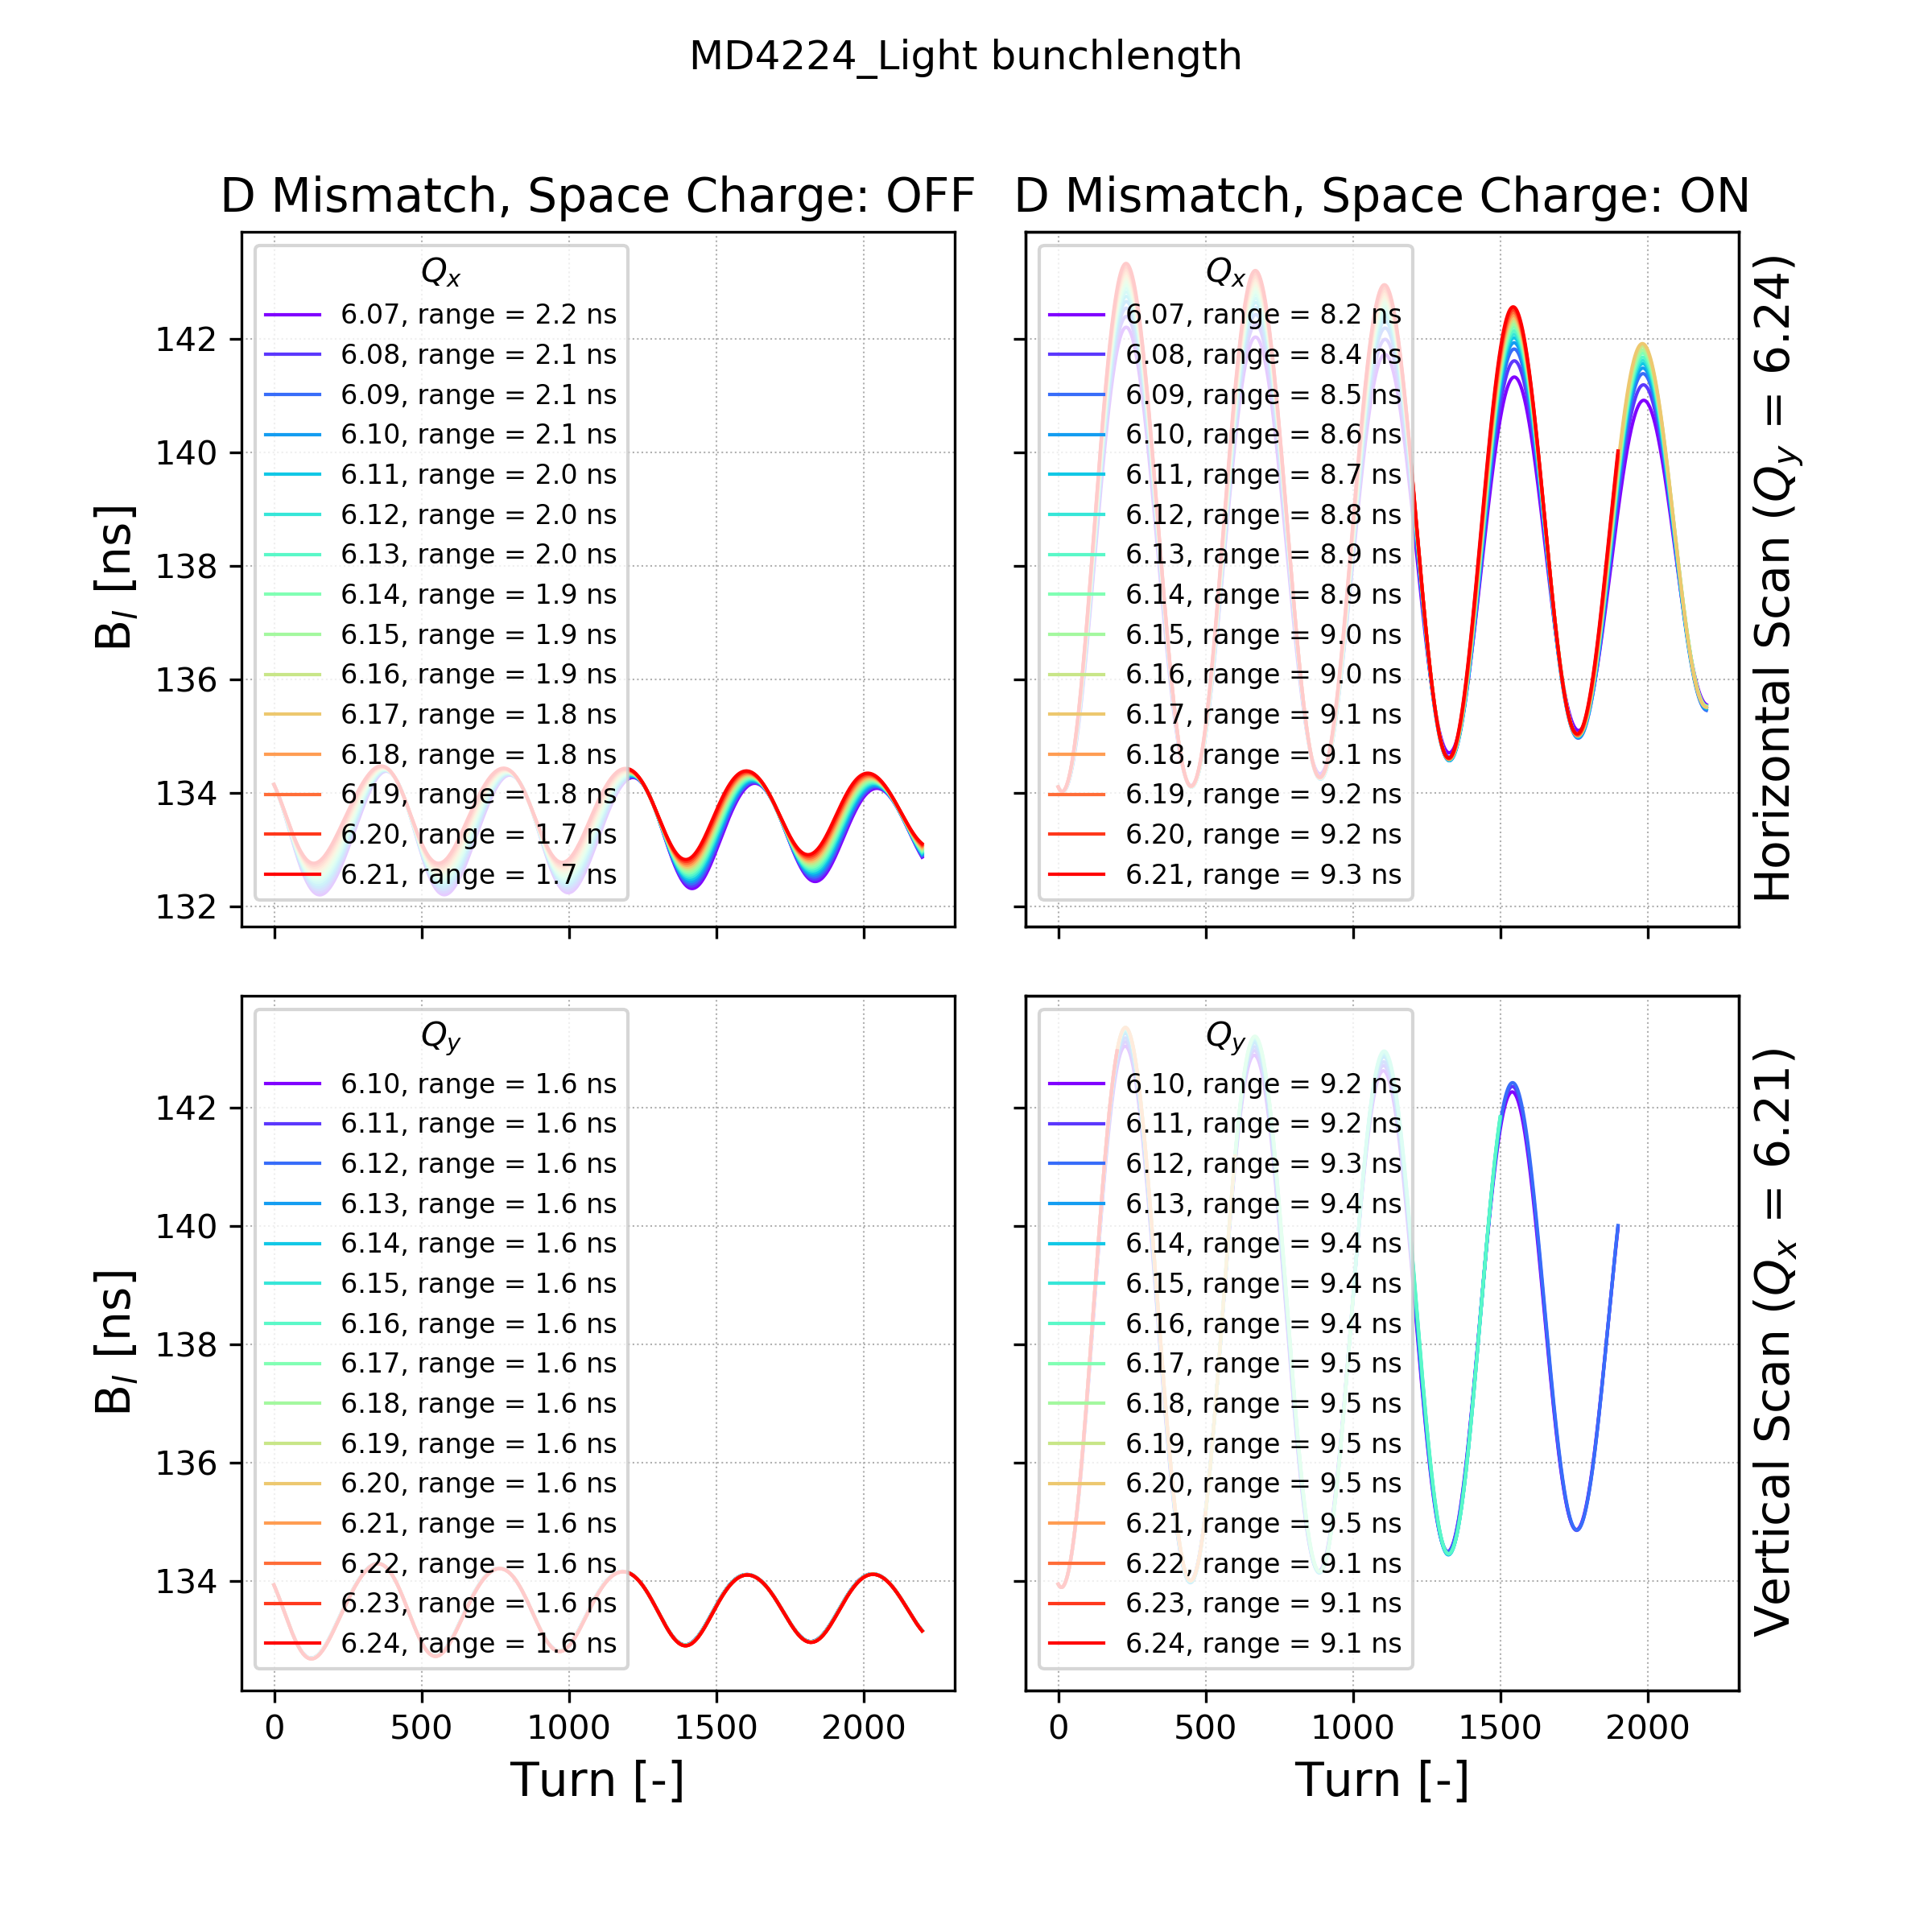 MD4224_Light bunchlength
D Mismatch, Space Charge: OFF
D Mismatch, Space Charge: ON
B_l [ns]
142
140
138
136
134
132
Q_x
6.07, range = 2.2 ns
6.08, range = 2.1 ns
6.09, range = 2.1 ns
6.10, range = 2.1 ns
6.11, range = 2.0 ns
6.12, range = 2.0 ns
6.13, range = 2.0 ns
6.14, range = 1.9 ns
6.15, range = 1.9 ns
6.16, range = 1.9 ns
6.17, range = 1.8 ns
6.18, range = 1.8 ns
6.19, range = 1.8 ns
6.20, range = 1.7 ns
6.21, range = 1.7 ns
Q_x
6.07, range = 8.2 ns
6.08, range = 8.4 ns
6.09, range = 8.5 ns
6.10, range = 8.6 ns
6.11, range = 8.7 ns
6.12, range = 8.8 ns
6.13, range = 8.9 ns
6.14, range = 8.9 ns
6.15, range = 9.0 ns
6.16, range = 9.0 ns
6.17, range = 9.1 ns
6.18, range = 9.1 ns
6.19, range = 9.2 ns
6.20, range = 9.2 ns
6.21, range = 9.3 ns
Horizontal Scan (Q_y = 6.24)
B_l [ns]
142
140
138
136
134
Q_y
6.10, range = 1.6 ns
6.11, range = 1.6 ns
6.12, range = 1.6 ns
6.13, range = 1.6 ns
6.14, range = 1.6 ns
6.15, range = 1.6 ns
6.16, range = 1.6 ns
6.17, range = 1.6 ns
6.18, range = 1.6 ns
6.19, range = 1.6 ns
6.20, range = 1.6 ns
6.21, range = 1.6 ns
6.22, range = 1.6 ns
6.23, range = 1.6 ns
6.24, range = 1.6 ns
0 500 1000 1500 2000
Turn [-]
Q_y
6.10, range = 9.2 ns
6.11, range = 9.2 ns
6.12, range = 9.3 ns
6.13, range = 9.4 ns
6.14, range = 9.4 ns
6.15, range = 9.4 ns
6.16, range = 9.4 ns
6.17, range = 9.5 ns
6.18, range = 9.5 ns
6.19, range = 9.5 ns
6.20, range = 9.5 ns
6.21, range = 9.5 ns
6.22, range = 9.1 ns
6.23, range = 9.1 ns
6.24, range = 9.1 ns
0 500 1000 1500 2000
Turn [-]
Vertical Scan (Q_x = 6.21)